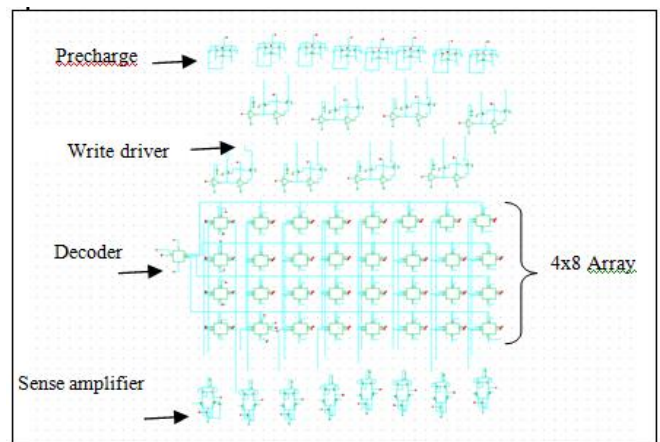 Precharge
Write driver
Decoder
4x8 Array
Sense amplifier